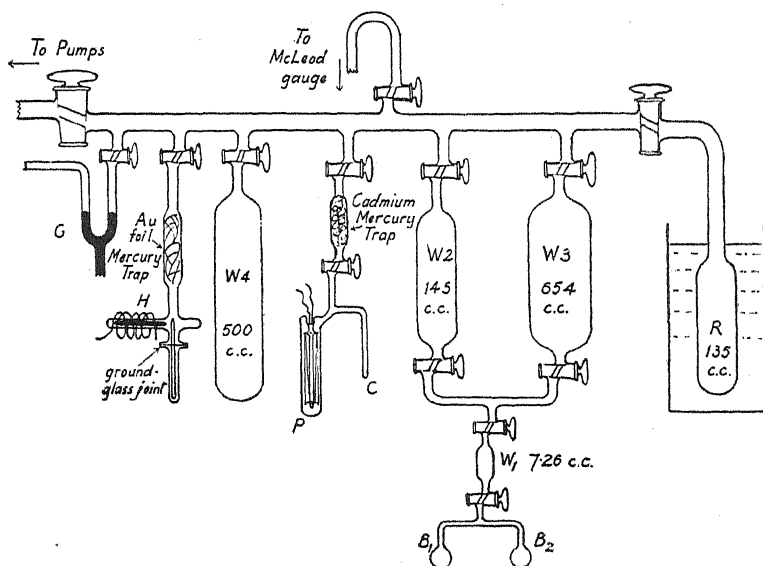 To Pumps
To
McLeod
gauge
G
Au
foil
Mercury
Trap
H
ground-
glass joint
W4
500
c.c.
Cadmium
Mercury
Trap
P
C
W2
145
c.c.
W3
654
c.c.
R
135
c.c.
W1 7·26 c.c.
B1
B2